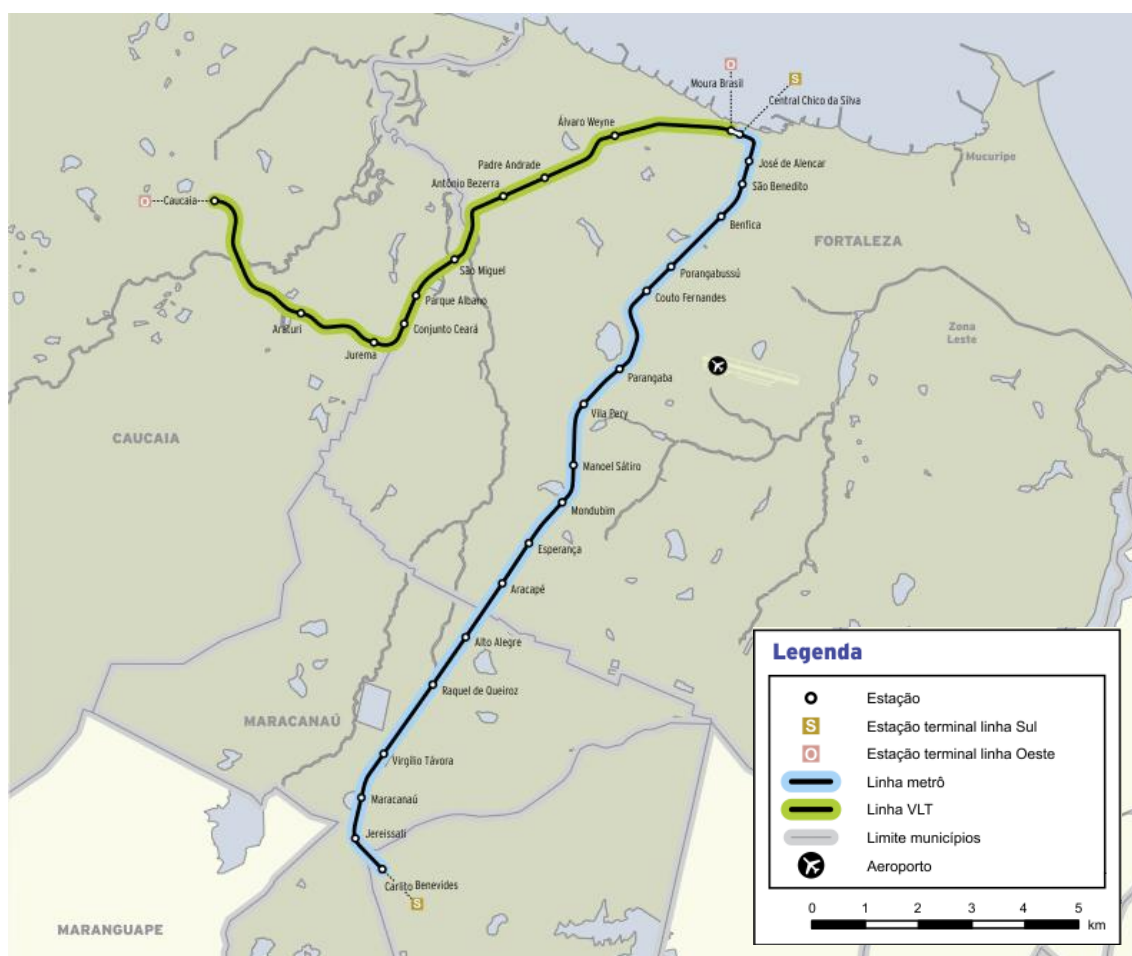 O
S
Moura Brasil
Central Chico da Silva
Álvaro Weyne
José de Alencar
Mucuripe
Padre Andrade
Antônio Bezerra
São Benedito
O
Caucaia
Benfica
FORTALEZA
São Miguel
Porangabussú
Parque Albano
Couto Fernandes
Araturi
Conjunto Ceará
Zona
Leste
Jurema
Parangaba
Vila Pery
CAUCAIA
Manoel Sátiro
Mondubim
Esperança
Aracapé
Alto Alegre
Raquel de Queiroz
MARACANAÚ
Virgílio Távora
Maracanaú
Jereissati
Carlito Benevides
S
MARANGUAPE
Legenda
Estação
S Estação terminal linha Sul
O Estação terminal linha Oeste
Linha metrô
Linha VLT
Limite municípios
Aeroporto
0 1 2 3 4 5
km